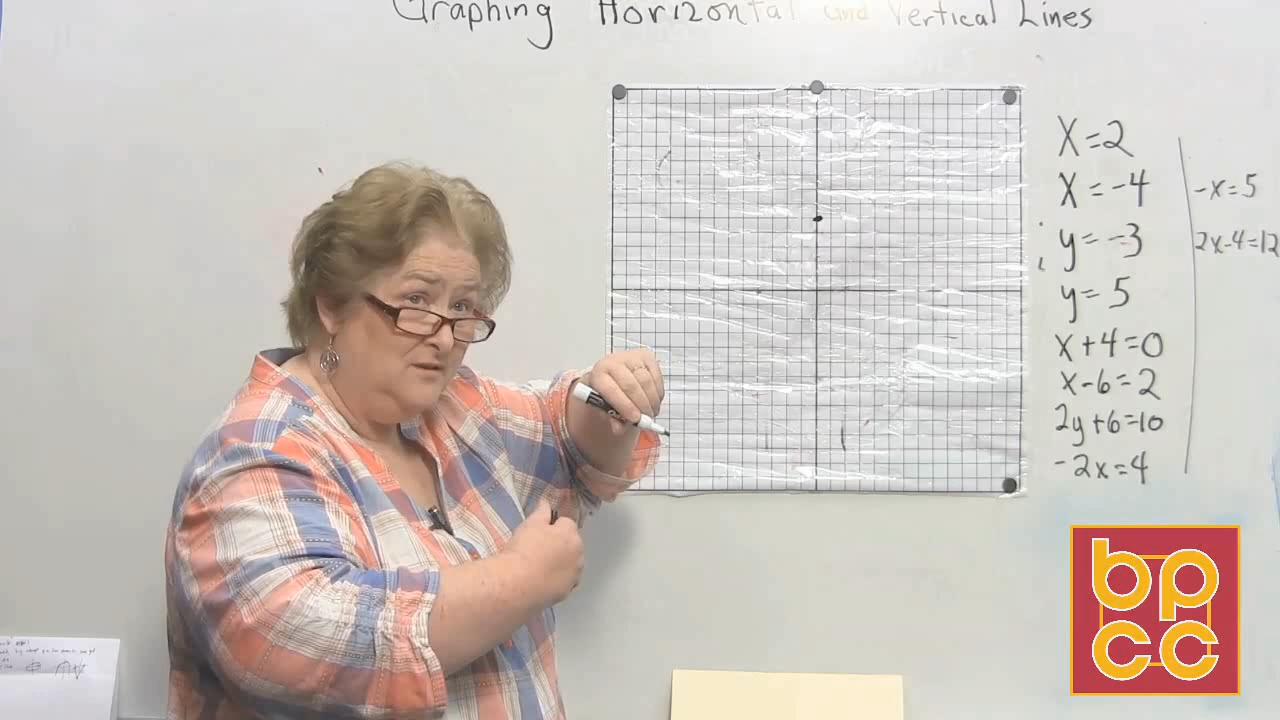 Graphing Horizontal and Vertical Lines
x=2
x=-4
y=-3
y=5
x+4=0
x-6=2
2y+6=10
-2x=4
-x=5
2x-4=12
bp
cc